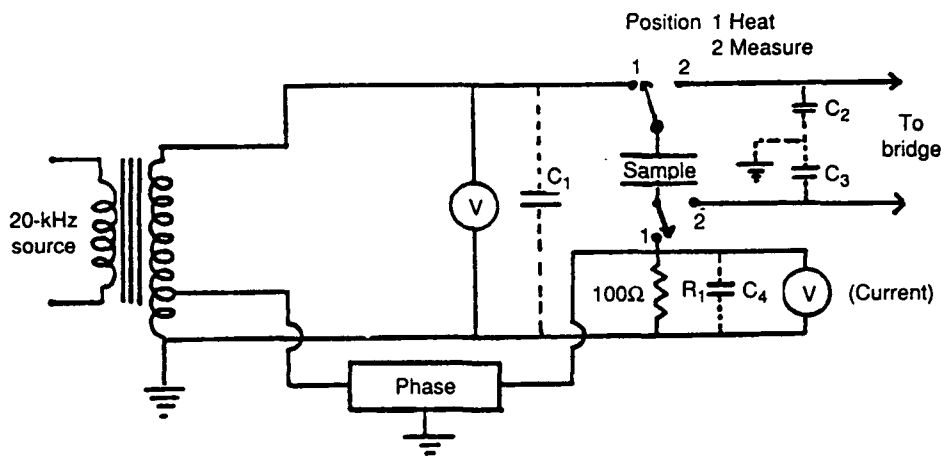 Position 1 Heat
2 Measure
1
2
C2
To
bridge
C1
Sample
C3
V
20-kHz
source
2
1
100Ω
R1
C4
V
(Current)
Phase